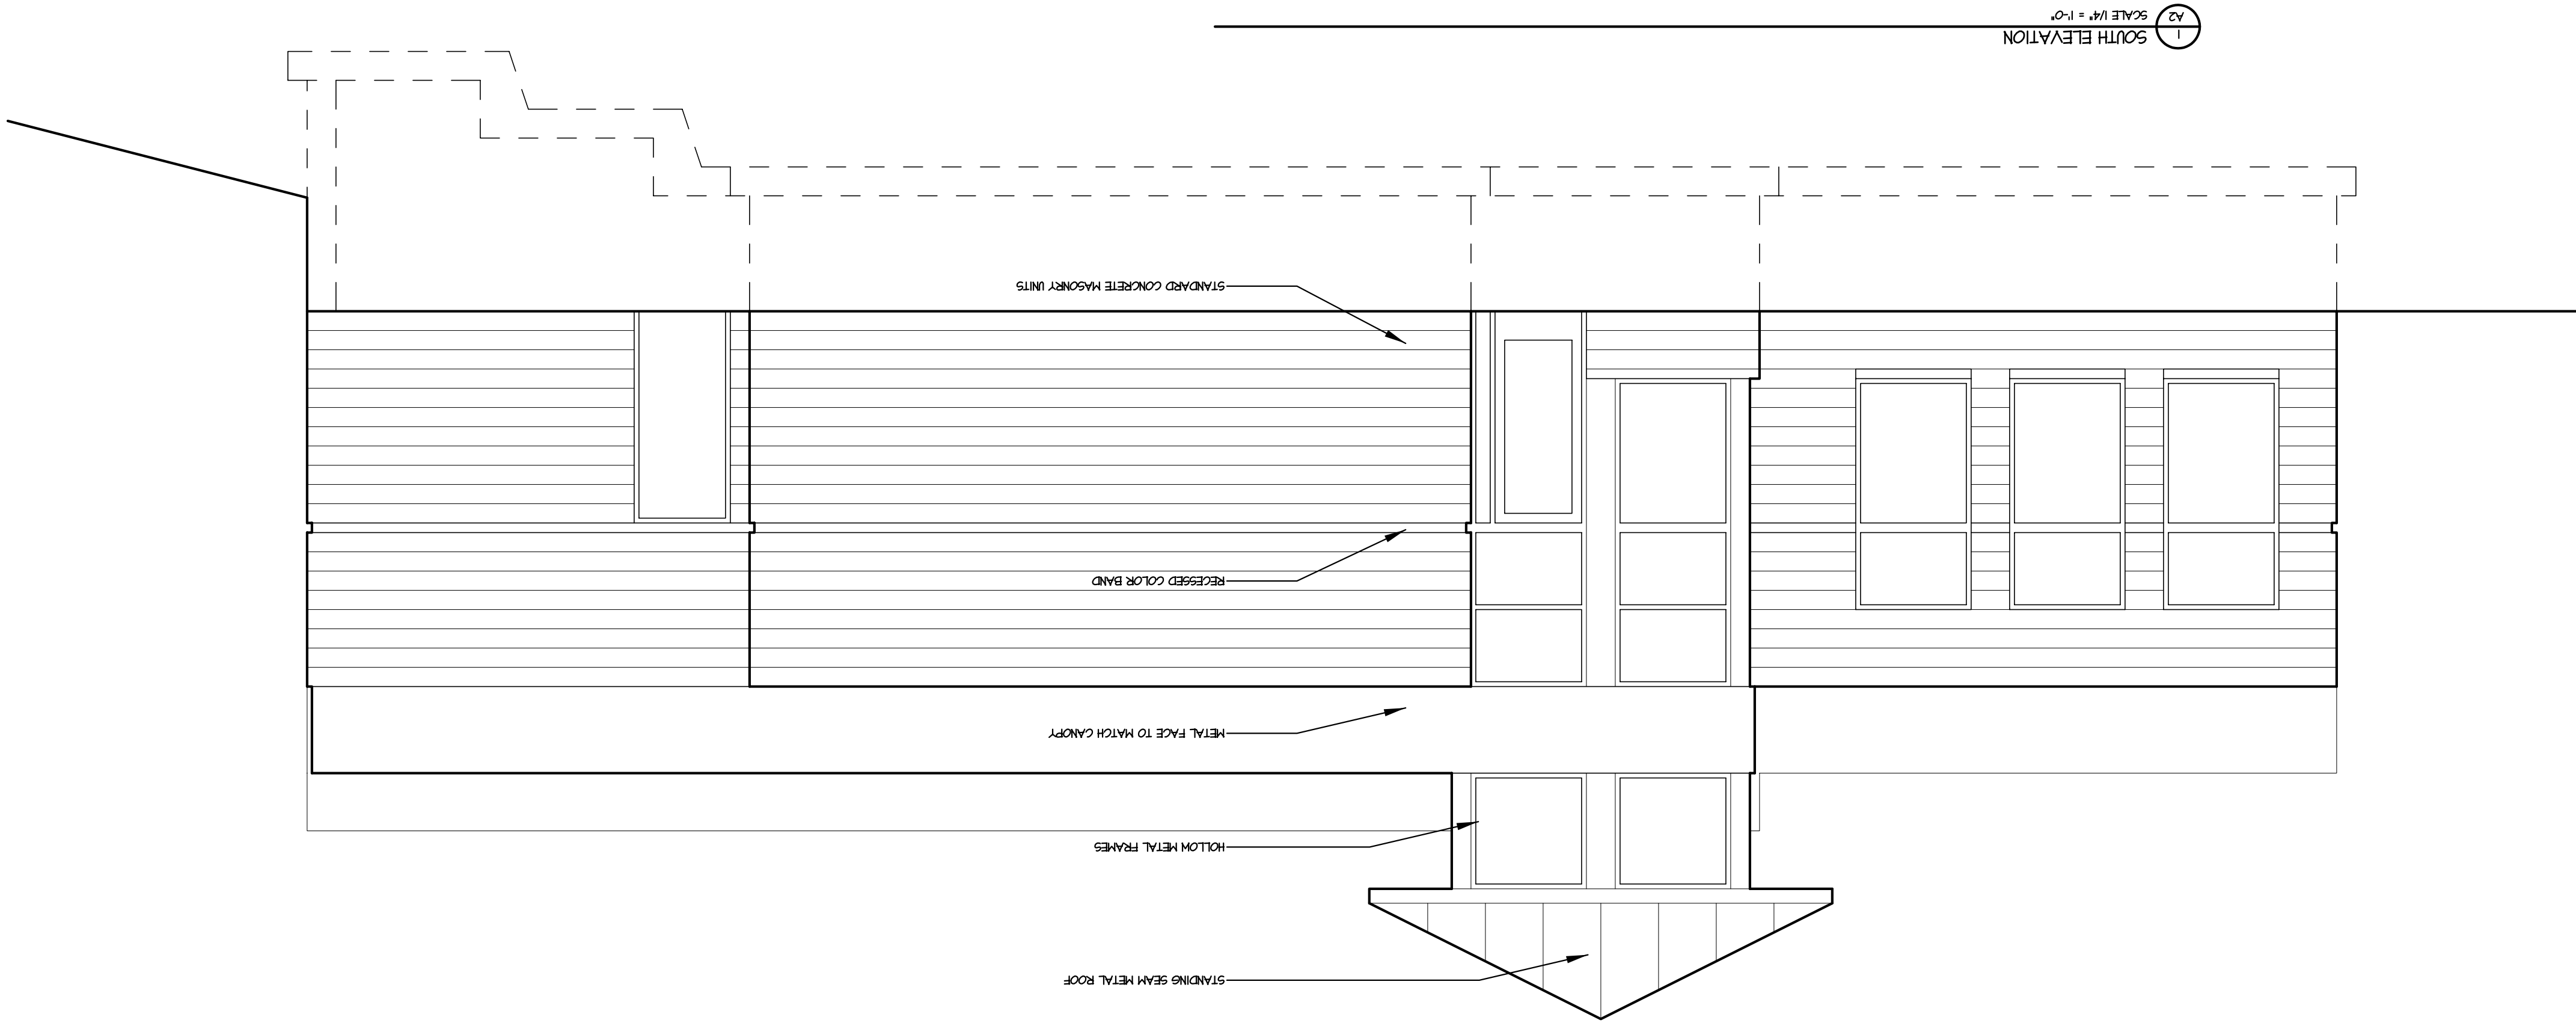 STANDING SEAM METAL ROOF
HOLLOW METAL FRAMES
METAL FACE TO MATCH CANOPY
RECESSED COLOR BAND
STANDARD CONCRETE MASONRY UNITS
1
A2
SOUTH ELEVATION
SCALE 1/4" = 1'-0"